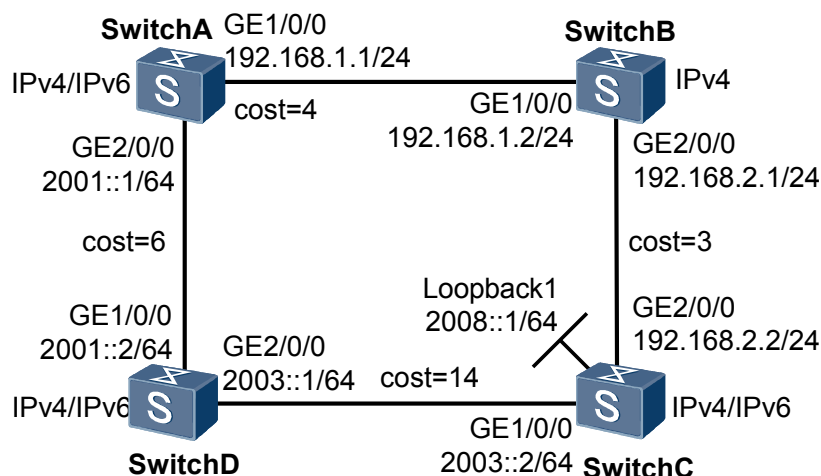 SwitchA
GE1/0/0
192.168.1.1/24
SwitchB
IPv4/IPv6
S
S
IPv4
cost=4
GE1/0/0
192.168.1.2/24
GE2/0/0
2001::1/64
GE2/0/0
192.168.2.1/24
cost=6
cost=3
Loopback1
2008::1/64
GE1/0/0
2001::2/64
GE2/0/0
2003::1/64
GE2/0/0
192.168.2.2/24
cost=14
IPv4/IPv6
S
S
IPv4/IPv6
GE1/0/0
2003::2/64
SwitchD
SwitchC